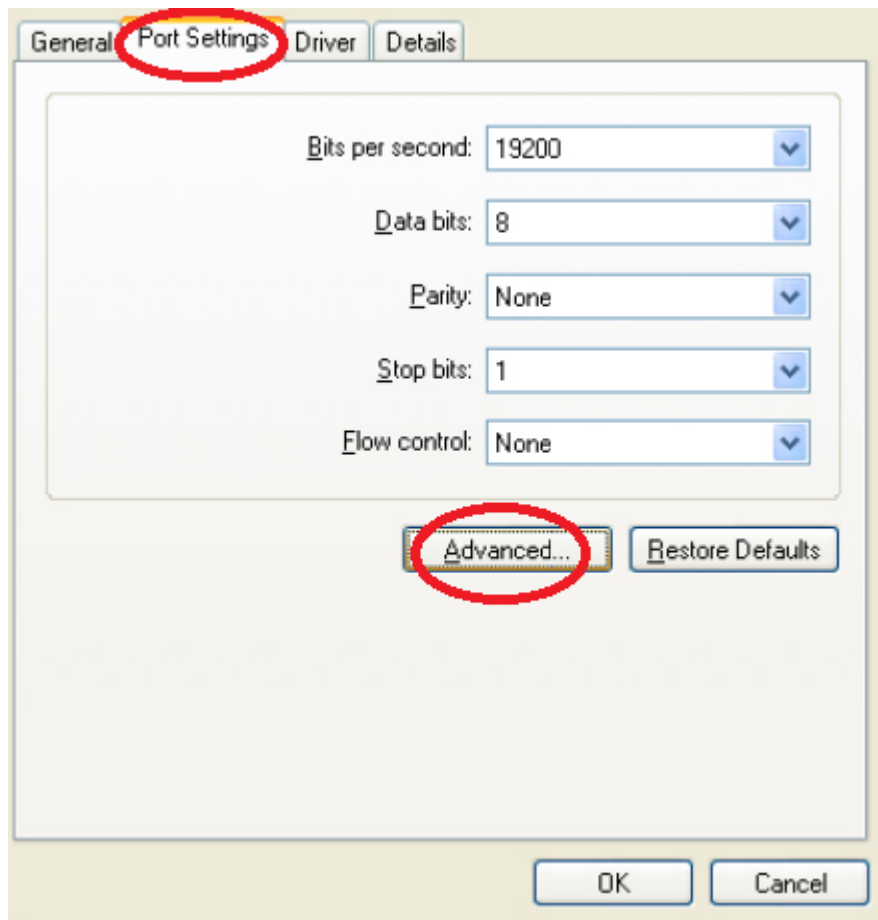 General Port Settings Driver Details
Bits per second: 19200
Data bits: 8
Parity: None
Stop bits: 1
Flow control: None
Advanced... Restore Defaults
OK Cancel